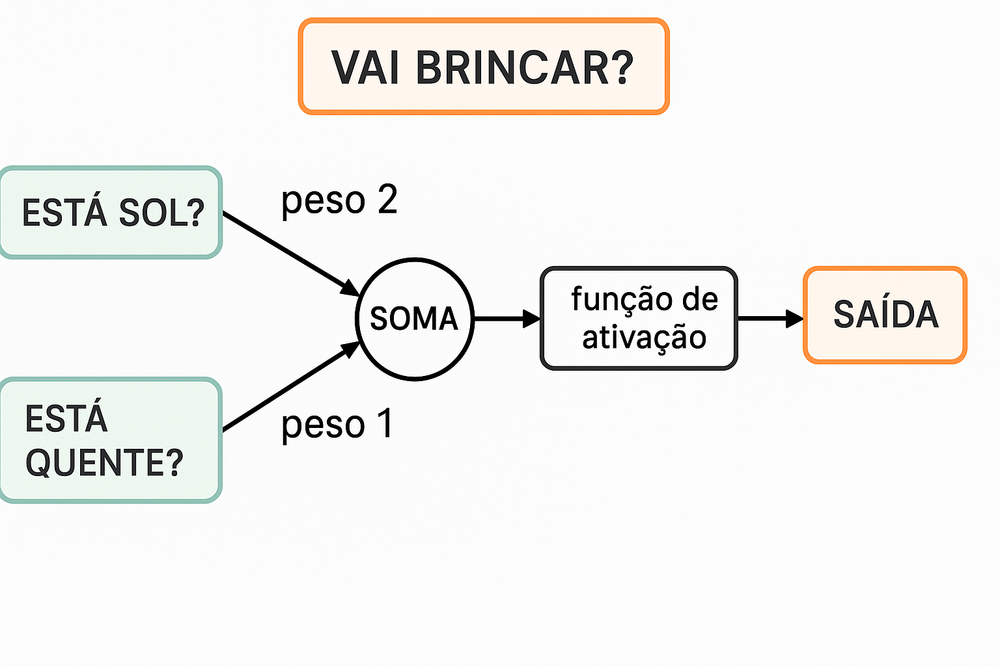 VAI BRINCAR?
ESTÁ SOL?
peso 2
SOMA
função de
ativação
SAÍDA
ESTÁ
QUENTE?
peso 1